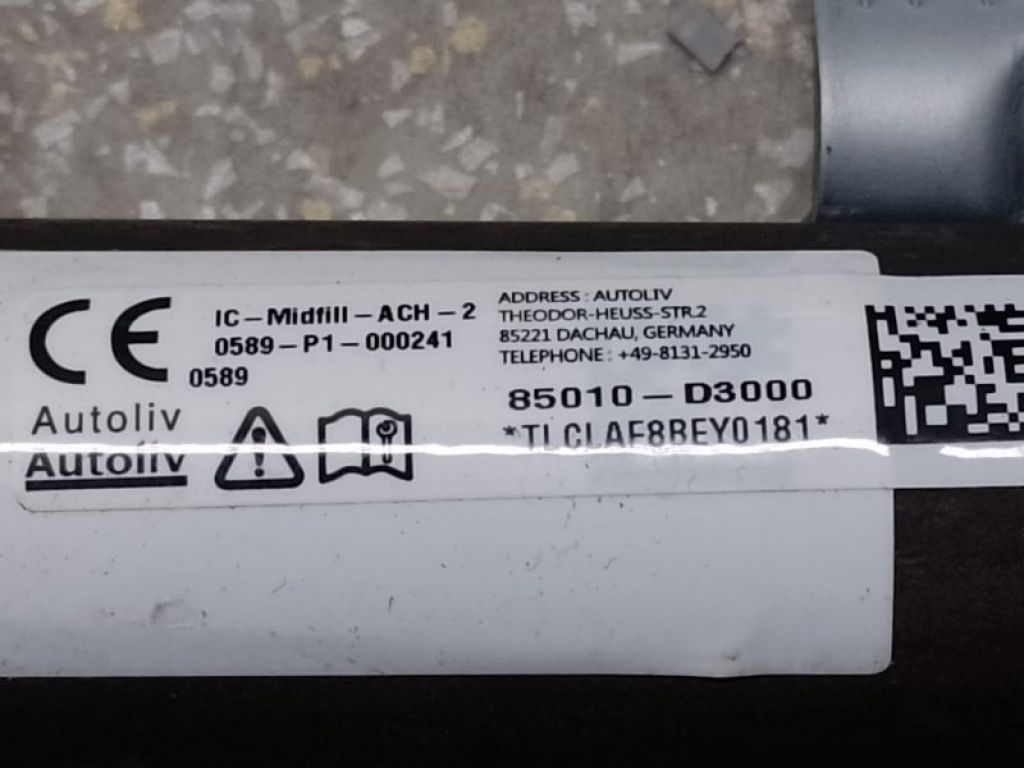 CE
IC-Midfill-ACH-2
0589-P1-000241
0589
Autoliv
Autoliv
ADDRESS : AUTOLIV
THEODOR-HEUSS-STR.2
85221 DACHAU, GERMANY
TELEPHONE : +49-8131-2950
85010-D3000
*TLCLAF8BEY0181*